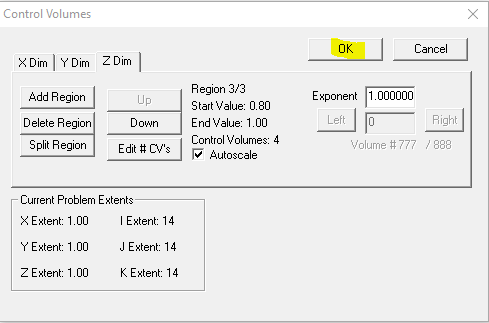 Control Volumes
OK
Cancel
X Dim
Y Dim
Z Dim
Add Region
Delete Region
Split Region
Up
Down
Edit # CV's
Region 3/3
Start Value: 0.80
End Value: 1.00
Control Volumes: 4
Autoscale
Exponent
1.000000
Left
0
Right
Volume # 777 / 888
Current Problem Extents
X Extent: 1.00
I Extent: 14
Y Extent: 1.00
J Extent: 14
Z Extent: 1.00
K Extent: 14